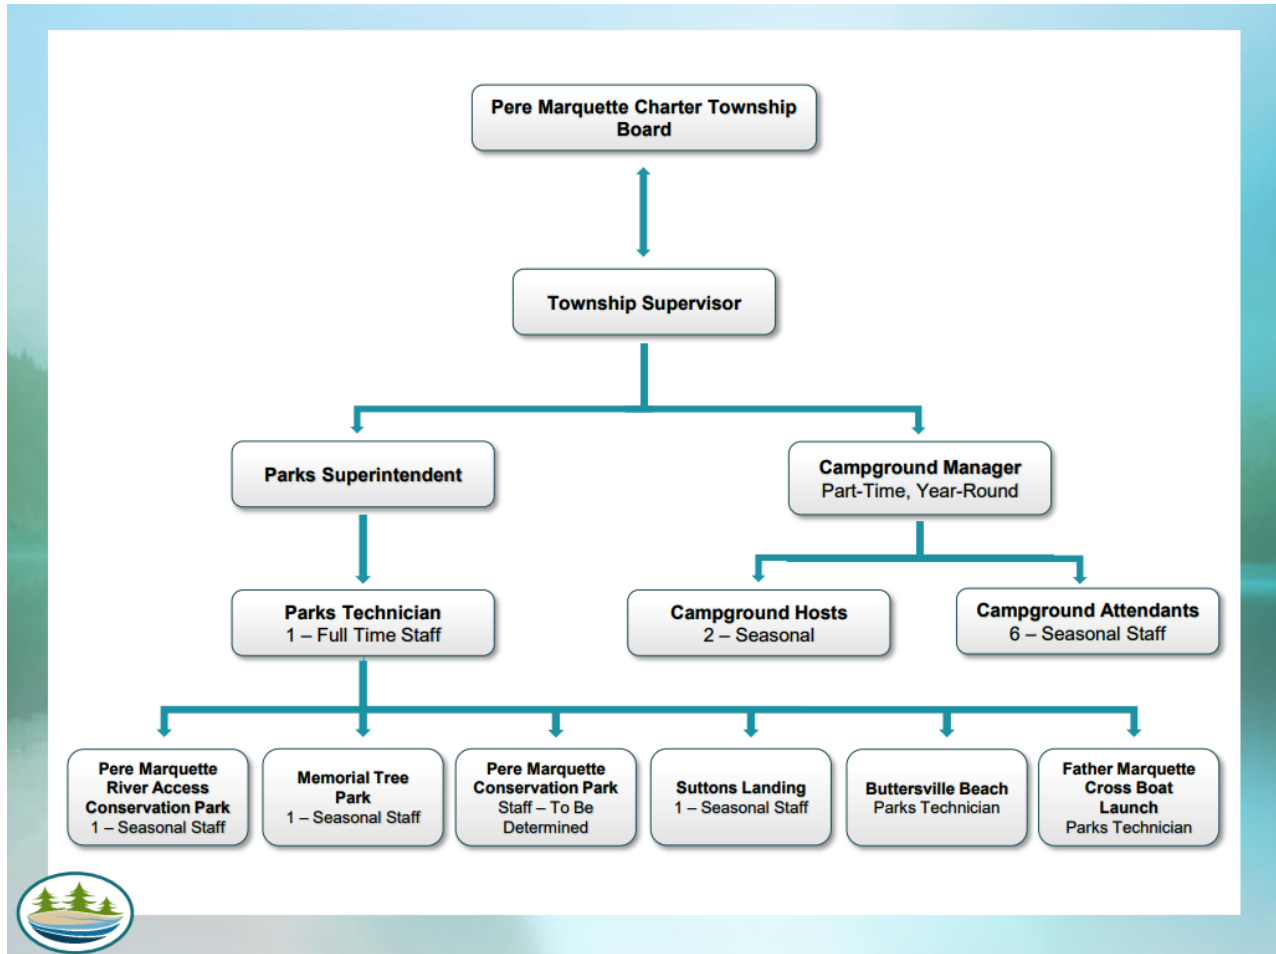 Pere Marquette Charter Township
Board
Township Supervisor
Parks Superintendent
Campground Manager
Part-Time, Year-Round
Parks Technician
1 – Full Time Staff
Campground Hosts
2 – Seasonal
Campground Attendants
6 – Seasonal Staff
Pere Marquette
River Access
Conservation Park
1 – Seasonal Staff
Memorial Tree
Park
1 – Seasonal Staff
Pere Marquette
Conservation Park
Staff – To Be
Determined
Suttons Landing
1 – Seasonal Staff
Buttersville Beach
Parks Technician
Father Marquette
Cross Boat
Launch
Parks Technician